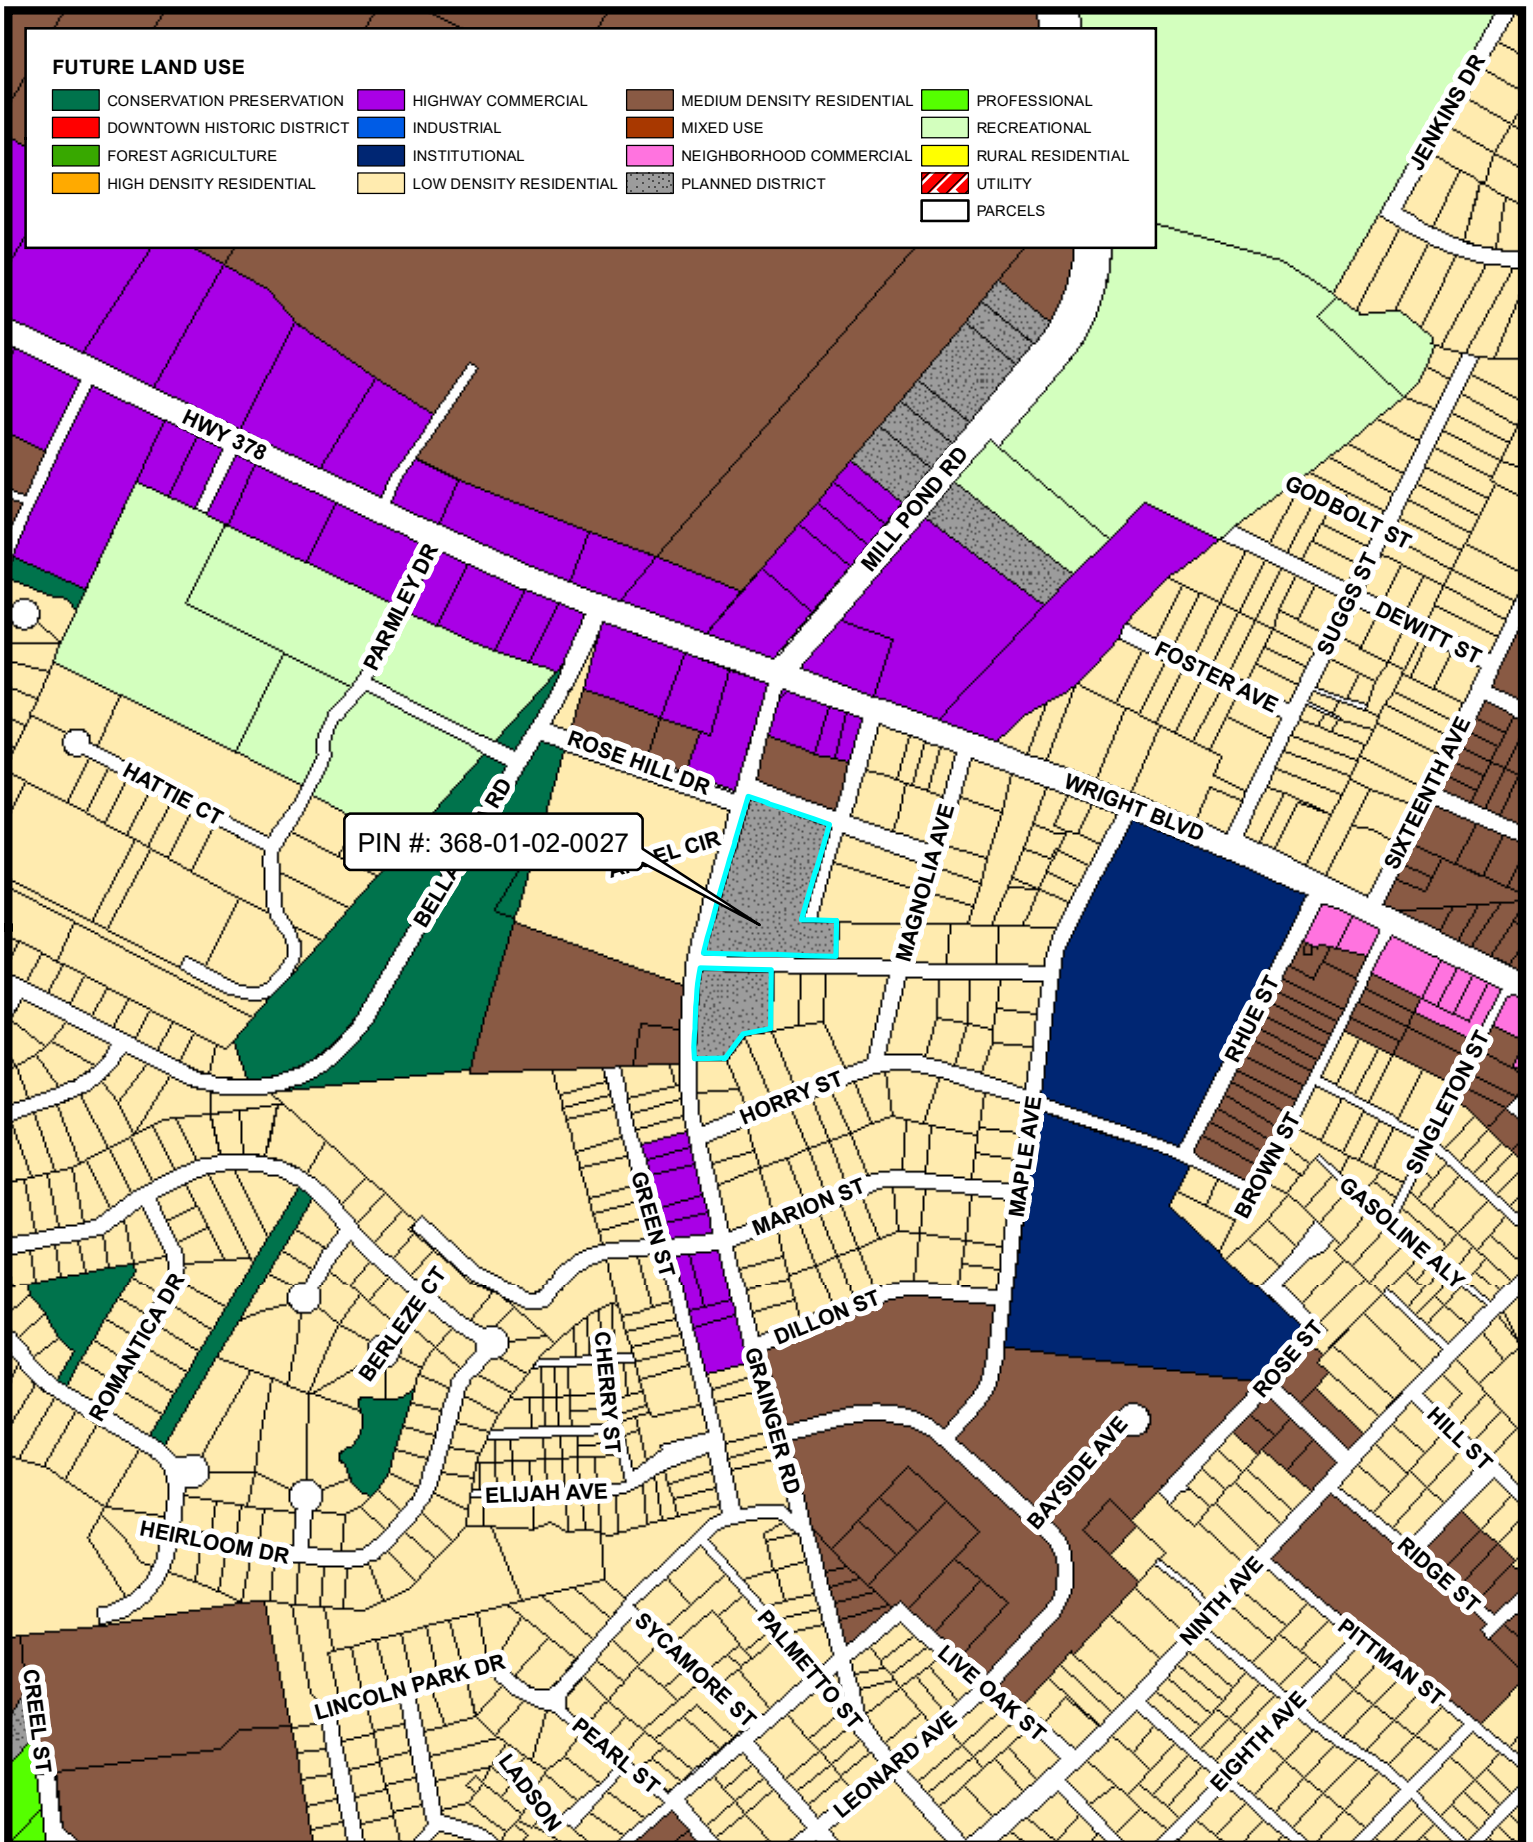 FUTURE LAND USE
CONSERVATION PRESERVATION
DOWNTOWN HISTORIC DISTRICT
FOREST AGRICULTURE
HIGH DENSITY RESIDENTIAL
HIGHWAY COMMERCIAL
INDUSTRIAL
INSTITUTIONAL
LOW DENSITY RESIDENTIAL
MEDIUM DENSITY RESIDENTIAL
MIXED USE
NEIGHBORHOOD COMMERCIAL
PLANNED DISTRICT
PROFESSIONAL
RECREATIONAL
RURAL RESIDENTIAL
UTILITY
PARCELS
JENKINS DR
HWY 378
MILL POND RD
GODBOLT ST
SUGGS ST
DEWITT ST
PARMLEY DR
FOSTER AVE
ROSE HILL DR
HATTIE CT
WRIGHT BLVD
SIXTEENTH AVE
RD
PIN #: 368-01-02-0027
CIR
MAGNOLIA AVE
RHUE ST
HORRY ST
SINGLETON ST
MAPLE AVE
BROWN ST
GREEN ST
MARION ST
GASOLINE ALY
ROMANTICA DR
BERLEZE CT
DILLON ST
CHERRY ST
ROSE ST
GRAINGER RD
HILL ST
BAYSIDE AVE
ELIJAH AVE
HEIRLOOM DR
RIDGE ST
NINTH AVE
SYCAMORE ST
PALMETTO ST
PITTMAN ST
LINCOLN PARK DR
LIVE OAK ST
CREEL ST
PEARL ST
EIGHTH AVE
LEONARD AVE
LADSON